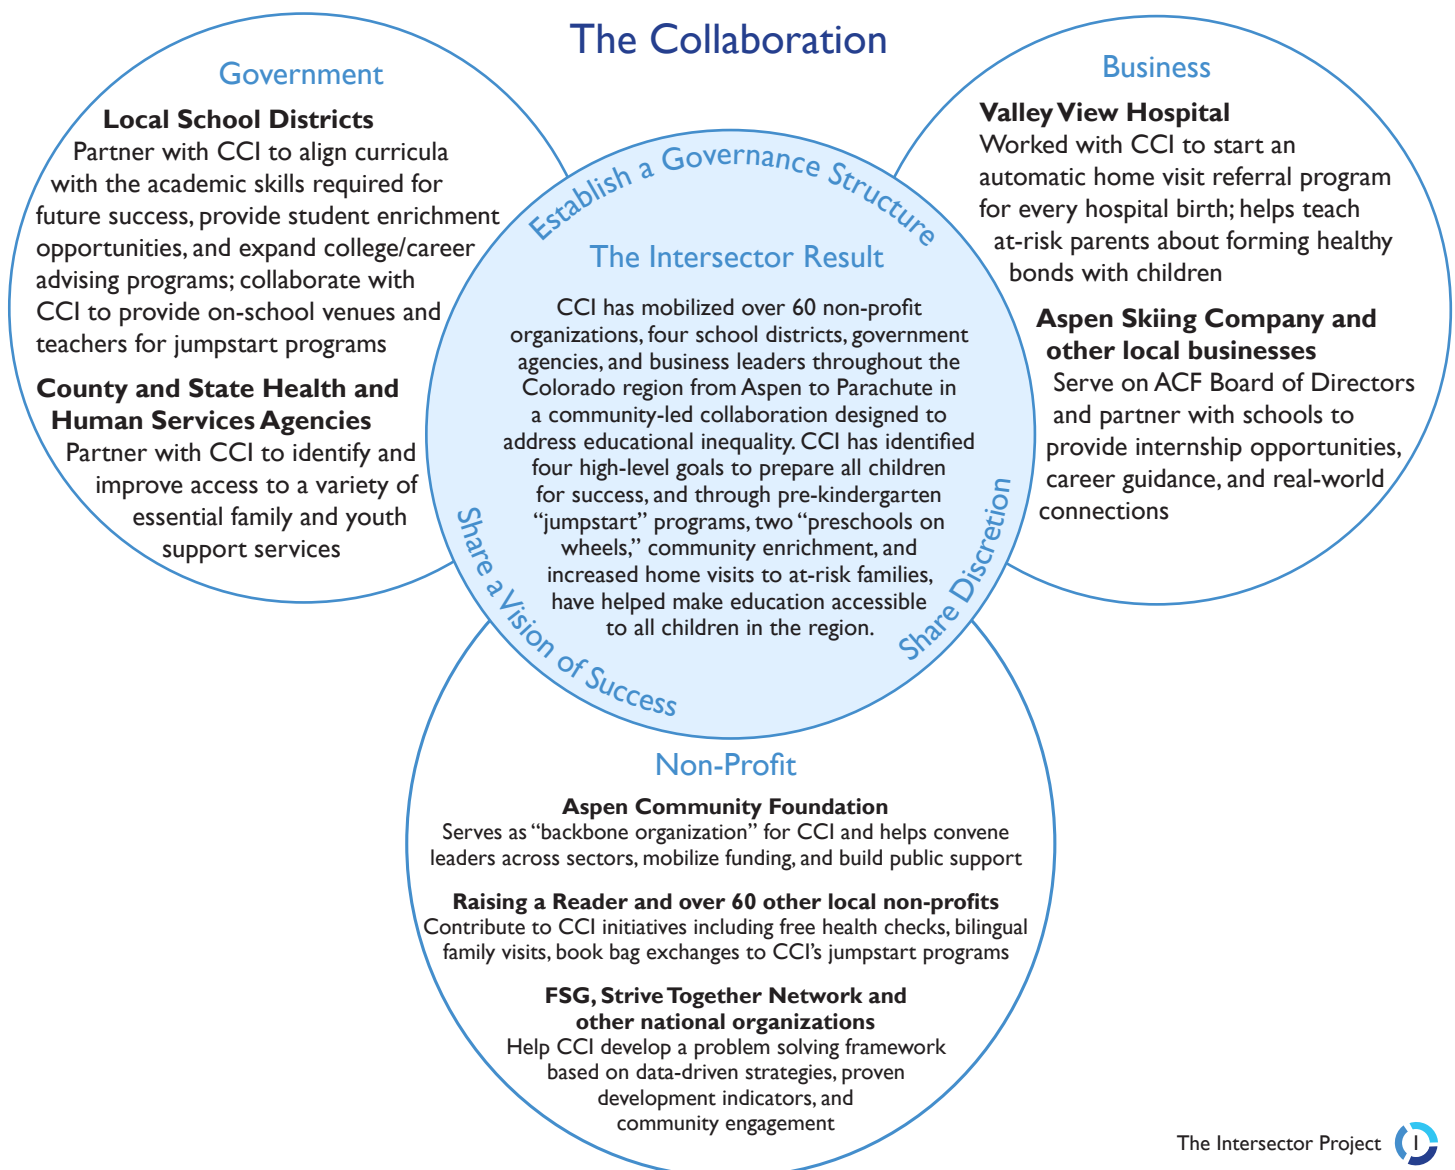 The Collaboration
Government
Local School Districts
Partner with CCI to align curricula
with the academic skills required for
future success, provide student enrichment
opportunities, and expand college/career
advising programs; collaborate with
CCI to provide on-school venues and
teachers for jumpstart programs
County and State Health and
Human Services Agencies
Partner with CCI to identify and
improve access to a variety of
essential family and youth
support services
Establish a Governance Structure
The Intersector Result
CCI has mobilized over 60 non-profit
organizations, four school districts, government
agencies, and business leaders throughout the
Colorado region from Aspen to Parachute in
a community-led collaboration designed to
address educational inequality. CCI has identified
four high-level goals to prepare all children
for success, and through pre-kindergarten
“jumpstart” programs, two “preschools on
wheels,” community enrichment, and
increased home visits to at-risk families,
have helped make education accessible
to all children in the region.
Share a Vision of Success
Share Discretion
Business
Valley View Hospital
Worked with CCI to start an
automatic home visit referral program
for every hospital birth; helps teach
at-risk parents about forming healthy
bonds with children
Aspen Skiing Company and
other local businesses
Serve on ACF Board of Directors
and partner with schools to
provide internship opportunities,
career guidance, and real-world
connections
Non-Profit
Aspen Community Foundation
Serves as “backbone organization” for CCI and helps convene
leaders across sectors, mobilize funding, and build public support
Raising a Reader and over 60 other local non-profits
Contribute to CCI initiatives including free health checks, bilingual
family visits, book bag exchanges to CCI’s jumpstart programs
FSG, Strive Together Network and
other national organizations
Help CCI develop a problem solving framework
based on data-driven strategies, proven
development indicators, and
community engagement
The Intersector Project I